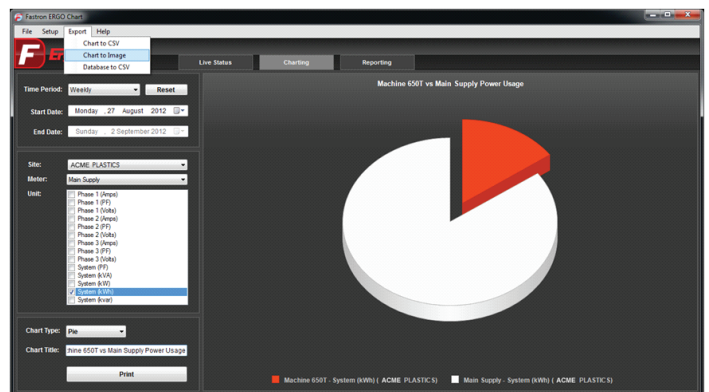 Fastron ERGO Chart
File Setup Export Help
Chart to CSV
Chart to Image
Database to CSV
F
Live Status Charting Reporting
Time Period: Weekly Reset
Start Date: Monday , 27 August 2012
End Date: Sunday , 2 September 2012
Site: ACME PLASTICS
Meter: Main Supply
Unit:
Phase 1 (Amps)
Phase 1 (PF)
Phase 1 (Volts)
Phase 2 (Amps)
Phase 2 (PF)
Phase 2 (Volts)
Phase 3 (Amps)
Phase 3 (PF)
Phase 3 (Volts)
System (PF)
System (kVA)
System (kW)
System (kWh)
System (kvar)
Chart Type: Pie
Chart Title: :hine 650T vs Main Supply Power Usage
Print
Machine 650T vs Main Supply Power Usage
Machine 650T - System (kWh) ( ACME PLASTICS) Main Supply - System (kWh) ( ACME PLASTICS)